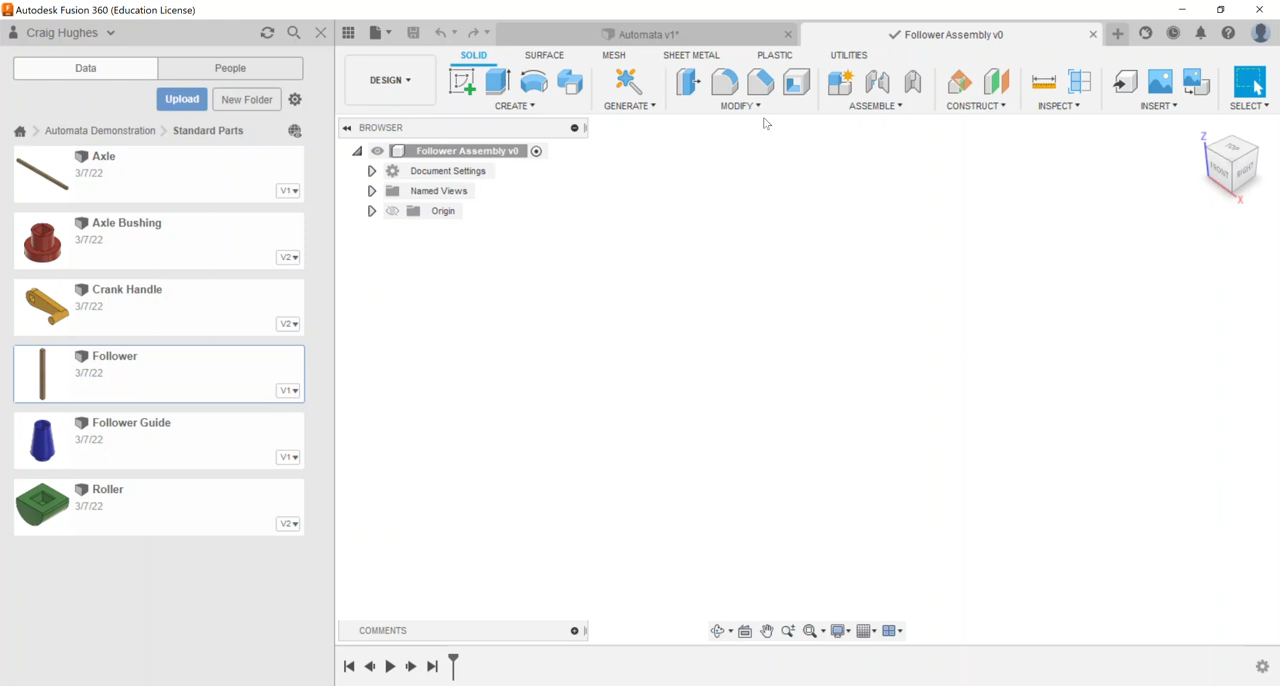 Autodesk Fusion 360 (Education License)
Craig Hughes
Automata v1*
Follower Assembly v0
Data
People
Upload
New Folder
Automata Demonstration
Standard Parts
Axle
3/7/22
V1
Axle Bushing
3/7/22
V2
Crank Handle
3/7/22
V2
Follower
3/7/22
V1
Follower Guide
3/7/22
V1
Roller
3/7/22
V2
DESIGN
SOLID
SURFACE
MESH
SHEET METAL
PLASTIC
UTILITIES
CREATE
GENERATE
MODIFY
ASSEMBLE
CONSTRUCT
INSPECT
INSERT
SELECT
BROWSER
Follower Assembly v0
Document Settings
Named Views
Origin
Z
TOP
FRONT
RIGHT
X
COMMENTS